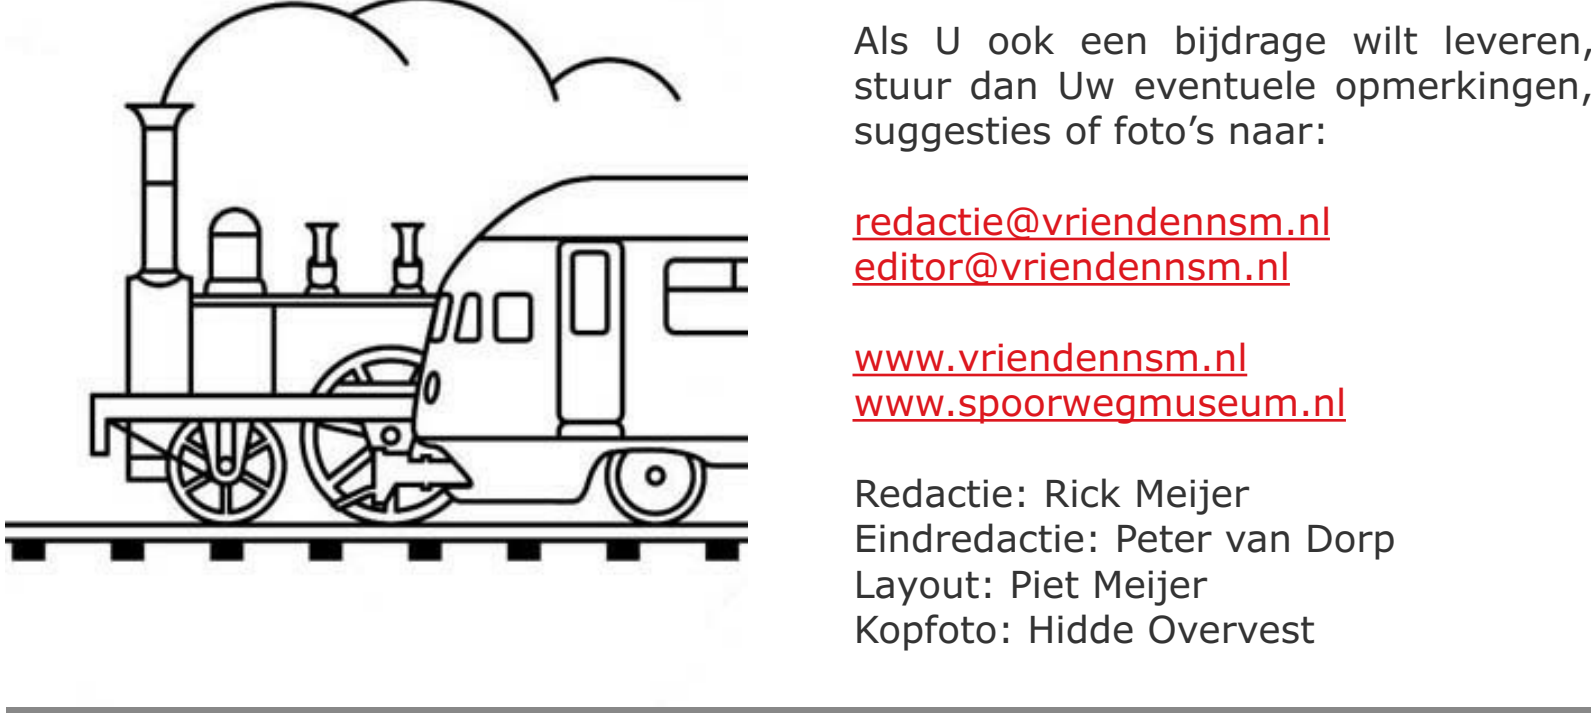 Als U ook een bijdrage wilt leveren,
stuur dan Uw eventuele opmerkingen,
suggesties of foto’s naar:
redactie@vriendennsm.nl
editor@vriendennsm.nl
www.vriendennsm.nl
www.spoorwegmuseum.nl
Redactie: Rick Meijer
Eindredactie: Peter van Dorp
Layout: Piet Meijer
Kopfoto: Hidde Overvest